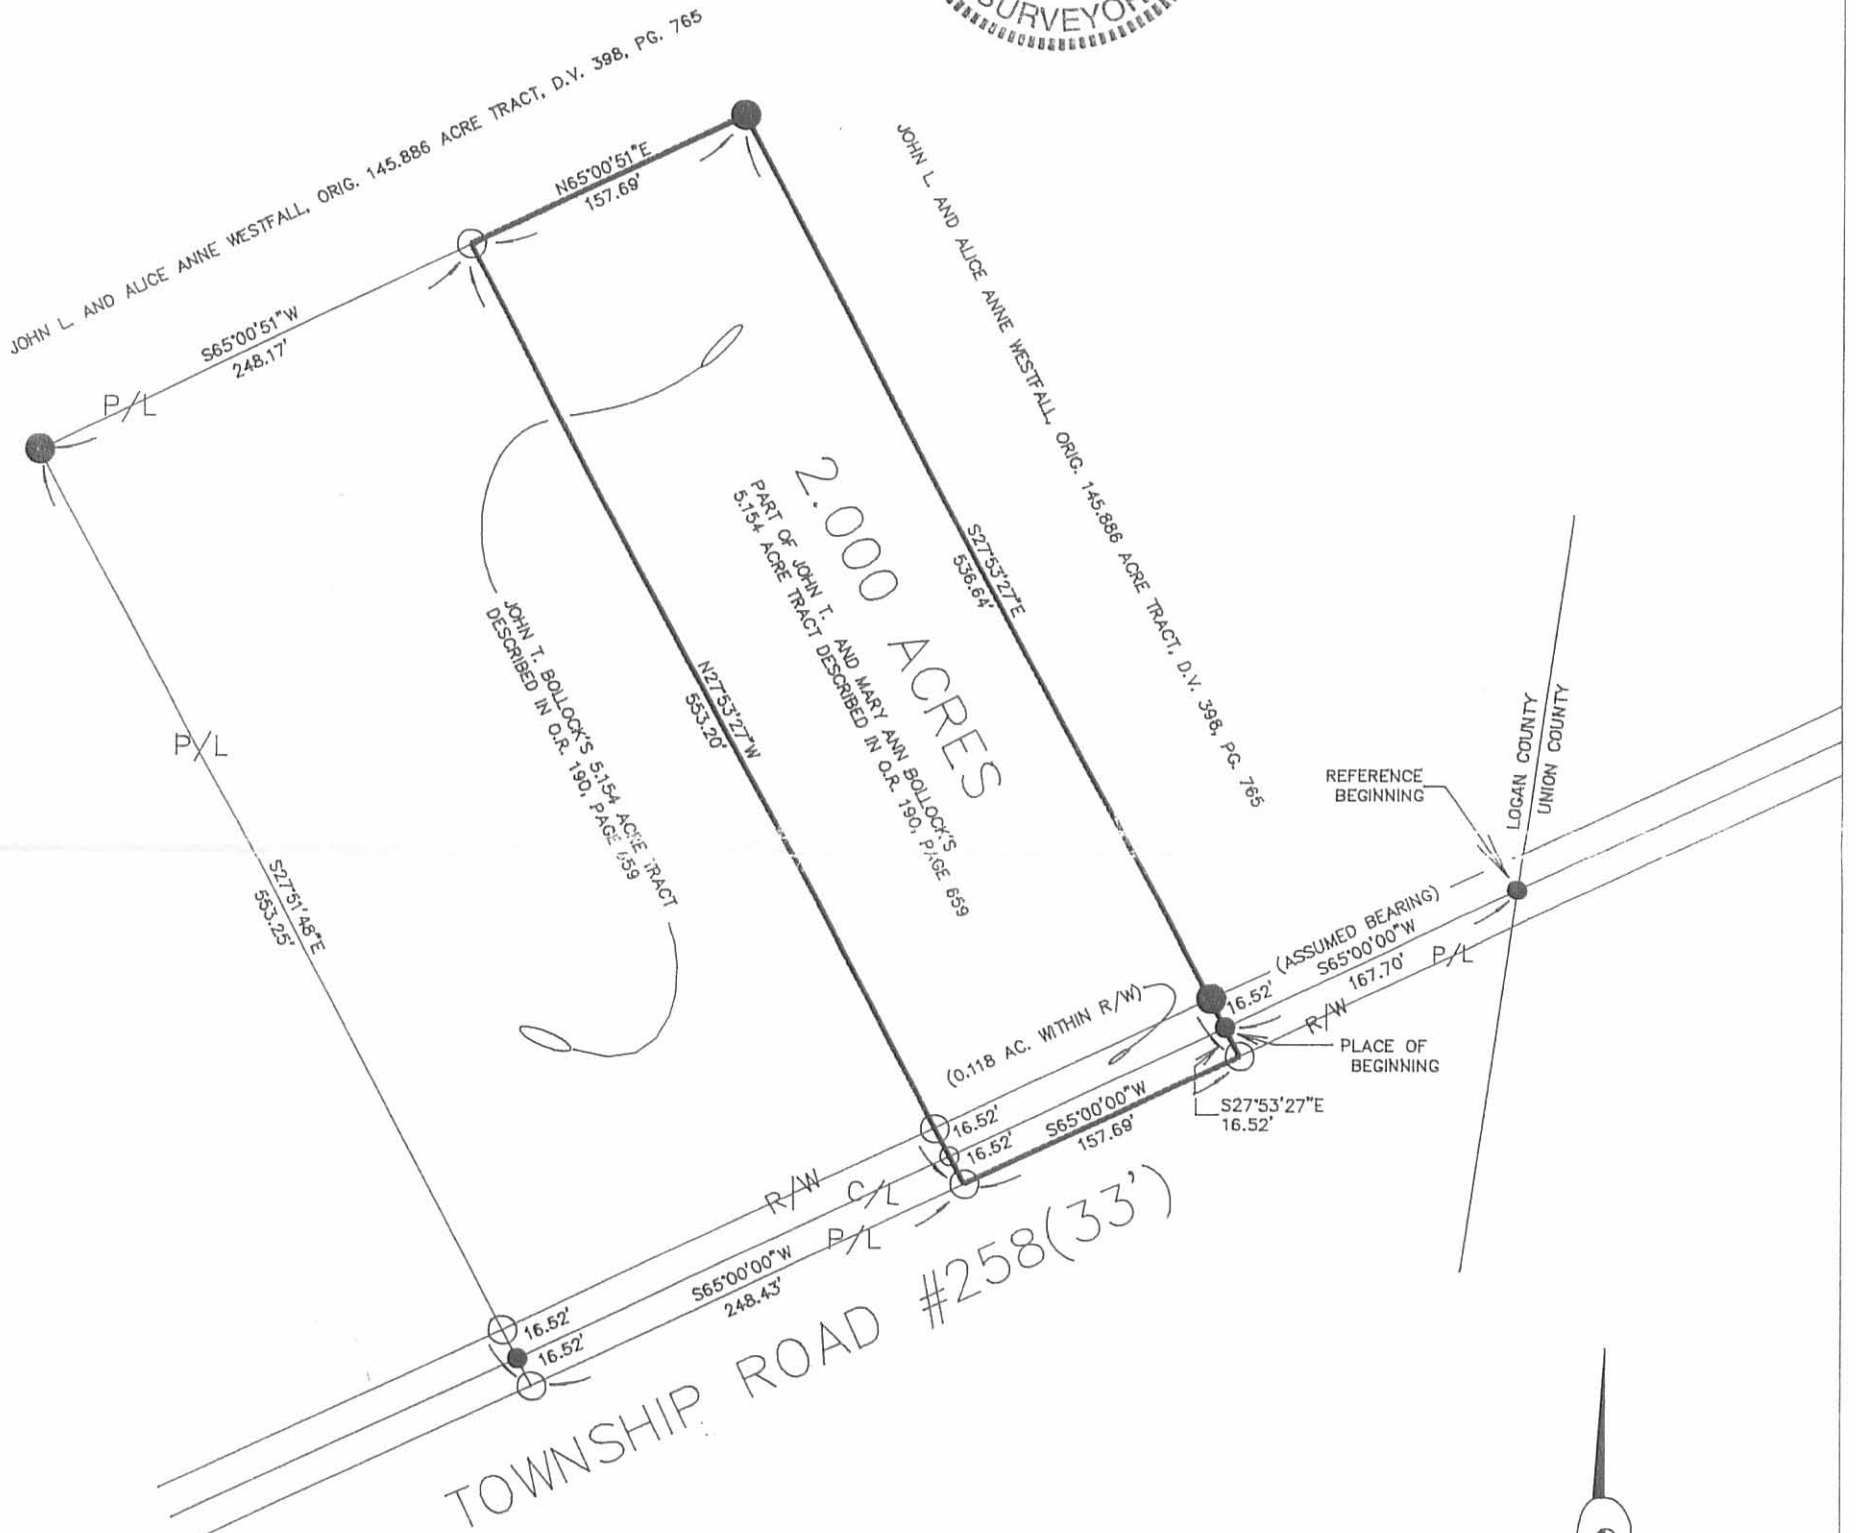 SURVEYOR
JOHN L. AND ALICE ANNE WESTFALL, ORIG. 145.886 ACRE TRACT, D.V. 398, PG. 765
N65°00'51"E
157.69'
S65°00'51"W
248.17'
P/L
JOHN L. AND ALICE ANNE WESTFALL, ORIG. 145.886 ACRE TRACT, D.V. 398, PG. 765
2.000 ACRES
PART OF JOHN T. AND MARY ANN BOLLOCK'S
5.154 ACRE TRACT DESCRIBED IN O.R. 190, PAGE 659
S27°53'27"E
536.64'
N27°53'27"W
553.20'
JOHN T. BOLLOCK'S 5.154 ACRE TRACT
DESCRIBED IN O.R. 190, PAGE 659
P/L
S27°51'48"E
553.25'
LOGAN COUNTY
UNION COUNTY
REFERENCE
BEGINNING
(ASSUMED BEARING)
S65°00'00"W
167.70'
P/L
R/W
16.52'
PLACE OF
BEGINNING
S27°53'27"E
16.52'
(0.118 AC. WITHIN R/W)
16.52'
16.52'
S65°00'00"W
157.69'
R/W
C/L
P/L
S65°00'00"W
248.43'
16.52'
16.52'
TOWNSHIP ROAD #258(33')